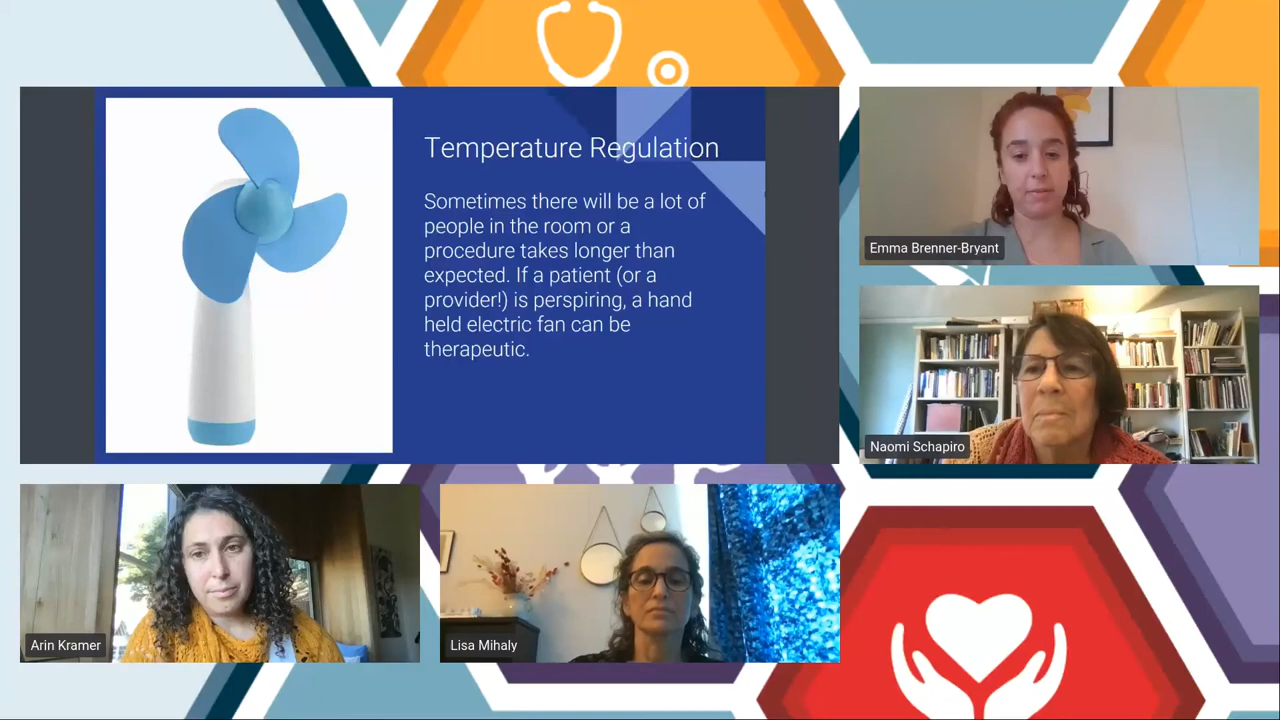 Temperature Regulation
Sometimes there will be a lot of
people in the room or a
procedure takes longer than
expected. If a patient (or a
provider!) is perspiring, a hand
held electric fan can be
therapeutic.
Emma Brenner-Bryant
Naomi Schapiro
Arin Kramer
Lisa Mihaly